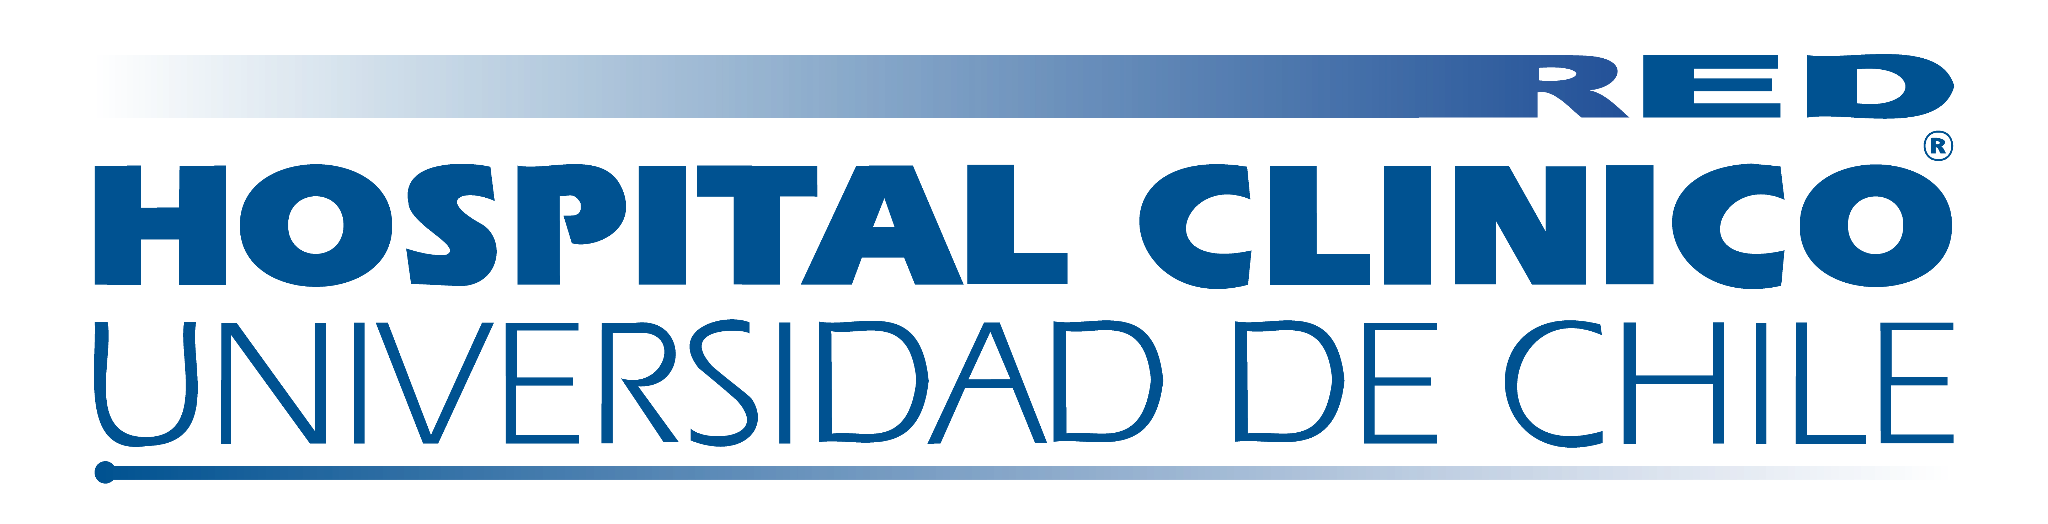 RED
HOSPITAL CLINICO®
UNIVERSIDAD DE CHILE